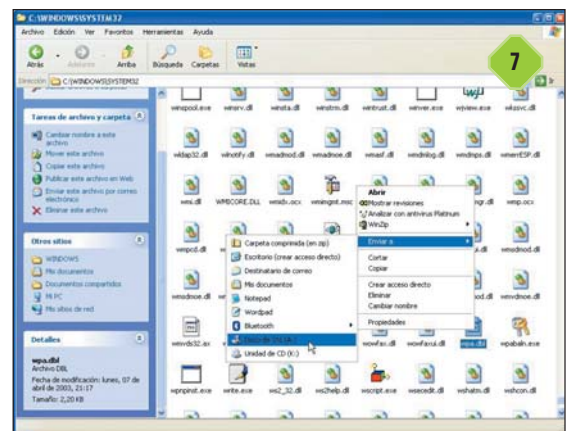 C:\WINDOWS\SYSTEM32
Archivo Edición Ver Favoritos Herramientas Ayuda
Atrás Adelante Arriba Búsqueda Carpetas Vistas
7
Dirección C:\WINDOWS\SYSTEM32 Ir
winspool.exe winsrv.dll winsta.dll winstrm.dll wintrust.dll winver.exe wjview.exe wkssvc.dll
Tareas de archivo y carpeta
Cambiar nombre a este archivo
Mover este archivo
Copiar este archivo
Publicar este archivo en Web
Enviar este archivo por correo electrónico
Eliminar este archivo
wldap32.dll wlnotify.dll wmadmod.dll wmadmoe.dll wmasf.dll wmdmlog.dll wmdmps.dll wmerrESP.dll
wmi.dll WMICORE.DLL wmidx.ocx wmimgmt.msc wmp.ocx
Abrir
Mostrar revisiones
Analizar con antivirus Platinum
WinZip
Enviar a
Cortar
Copiar
Crear acceso directo
Eliminar
Cambiar nombre
Propiedades
Carpeta comprimida (en zip)
Escritorio (crear acceso directo)
Destinatario de correo
Mis documentos
Notepad
Wordpad
Bluetooth
Disco de 3½ (A:)
Unidad de CD (K:)
Otros sitios
WINDOWS
Mis documentos
Documentos compartidos
Mi PC
Mis sitios de red
wmpcd.dll
wmsdmoe.dll wmvdmoe.dll
Detalles
wpa.dbl
Archivo DBL
Fecha de modificación: lunes, 07 de abril de 2003, 21:17
Tamaño: 2,20 KB
wmvds32.ax wowfax.dll wowfaxui.dll wpa.dbl wpabaln.exe
wpnpinst.exe write.exe ws2_32.dll ws2help.dll wscript.exe wsecedit.dll wshatm.dll wshcon.dll